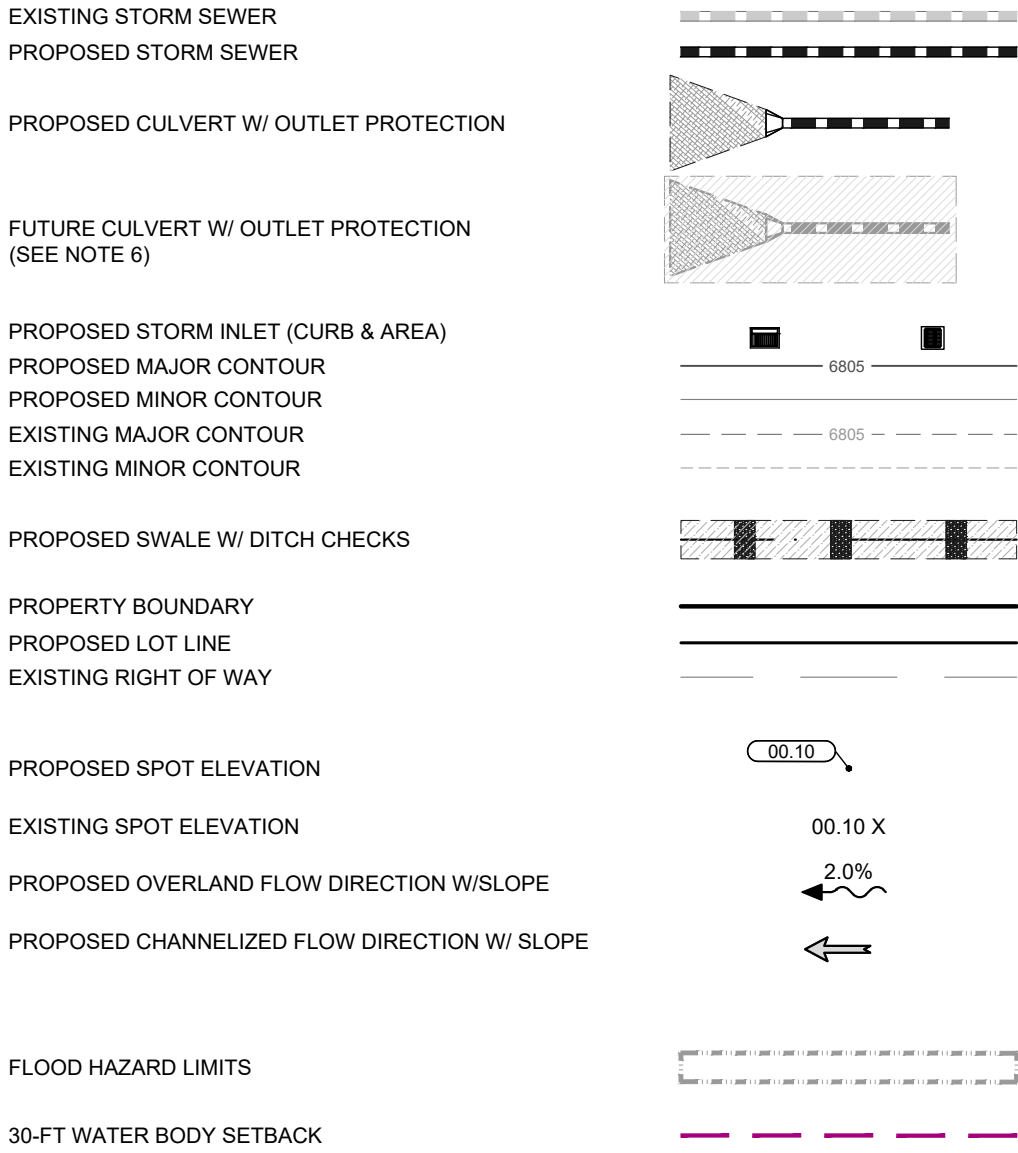 EXISTING STORM SEWER
PROPOSED STORM SEWER
PROPOSED CULVERT W/ OUTLET PROTECTION
FUTURE CULVERT W/ OUTLET PROTECTION
(SEE NOTE 6)
PROPOSED STORM INLET (CURB & AREA)
PROPOSED MAJOR CONTOUR
6805
PROPOSED MINOR CONTOUR
EXISTING MAJOR CONTOUR
6805
EXISTING MINOR CONTOUR
PROPOSED SWALE W/ DITCH CHECKS
PROPERTY BOUNDARY
PROPOSED LOT LINE
EXISTING RIGHT OF WAY
PROPOSED SPOT ELEVATION
00.10
EXISTING SPOT ELEVATION
00.10 X
PROPOSED OVERLAND FLOW DIRECTION W/SLOPE
2.0%
PROPOSED CHANNELIZED FLOW DIRECTION W/ SLOPE
FLOOD HAZARD LIMITS
30-FT WATER BODY SETBACK